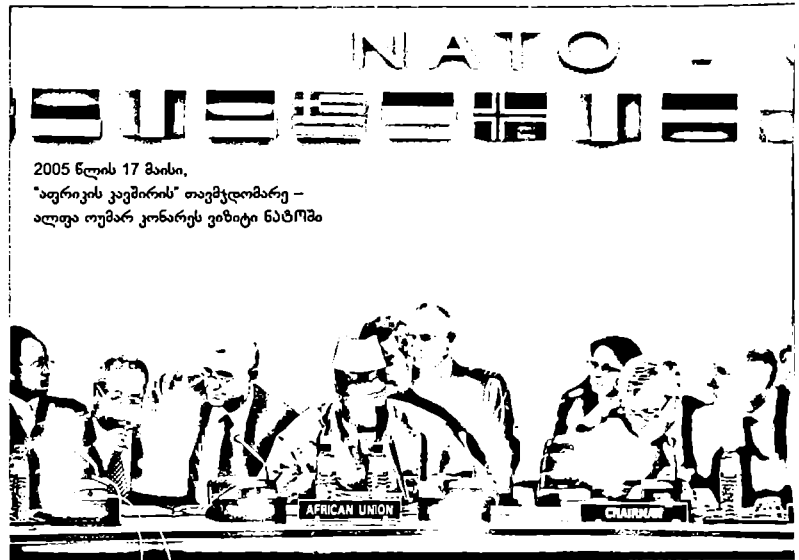 NATO -
2005 წლის 17 მაისი,
"აფრიკის კავშირის" თავმჯდომარე –
ალფა ოუმარ კონარეს ვიზიტი ნატოში
AFRICAN UNION
CHAIRMAN